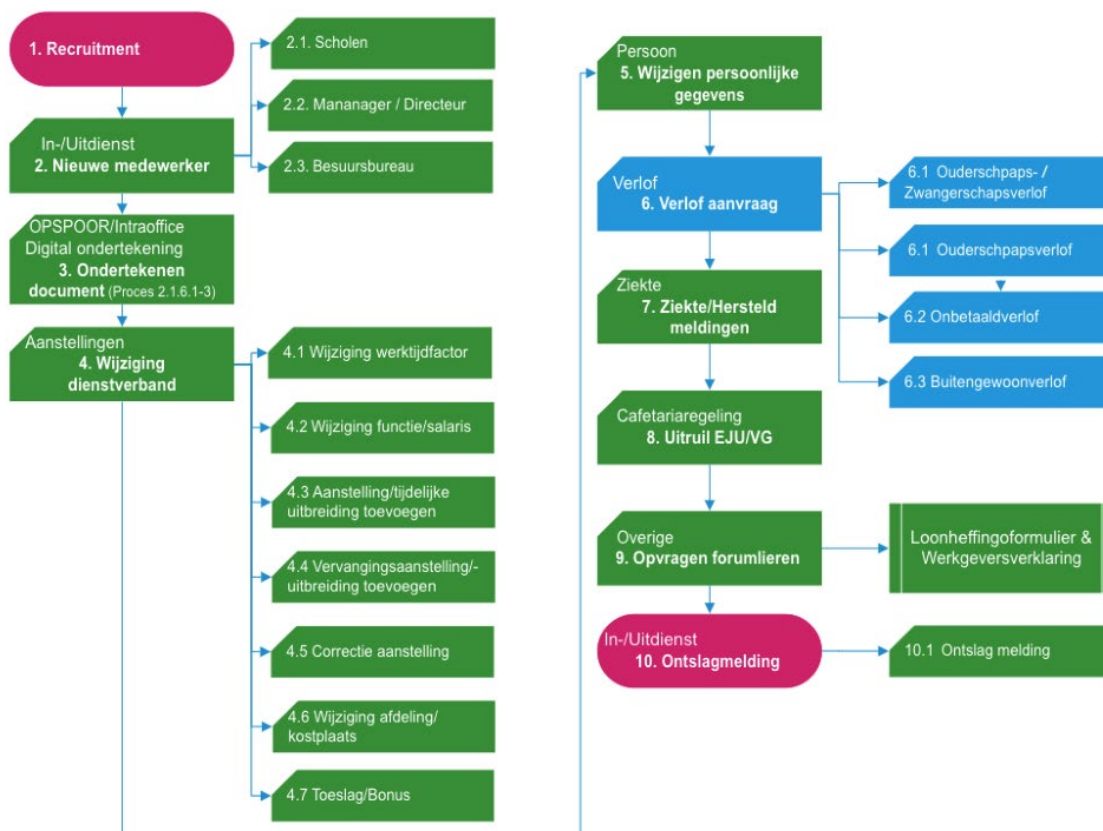 1. Recruitment
In-/Uitdienst
2. Nieuwe medewerker
2.1. Scholen
2.2. Mananager / Directeur
2.3. Besuursbureau
OPSPOOR/Intraoffice
Digital ondertekening
3. Ondertekenen
document (Proces 2.1.6.1-3)
Aanstellingen
4. Wijziging
dienstverband
4.1 Wijziging werktijdfactor
4.2 Wijziging functie/salaris
4.3 Aanstelling/tijdelijke
uitbreiding toevoegen
4.4 Vervangingsaanstelling/-
uitbreiding toevoegen
4.5 Correctie aanstelling
4.6 Wijziging afdeling/
kostplaats
4.7 Toeslag/Bonus
Persoon
5. Wijzigen persoonlijke
gegevens
Verlof
6. Verlof aanvraag
6.1 Ouderschpaps- /
Zwangerschapsverlof
6.1 Ouderschpapsverlof
6.2 Onbetaaldverlof
6.3 Buitengewoonverlof
Ziekte
7. Ziekte/Hersteld
meldingen
Cafetariaregeling
8. Uitruil EJU/VG
Overige
9. Opvragen forumlieren
Loonheffingoformulier &
Werkgeversverklaring
In-/Uitdienst
10. Ontslagmelding
10.1 Ontslag melding